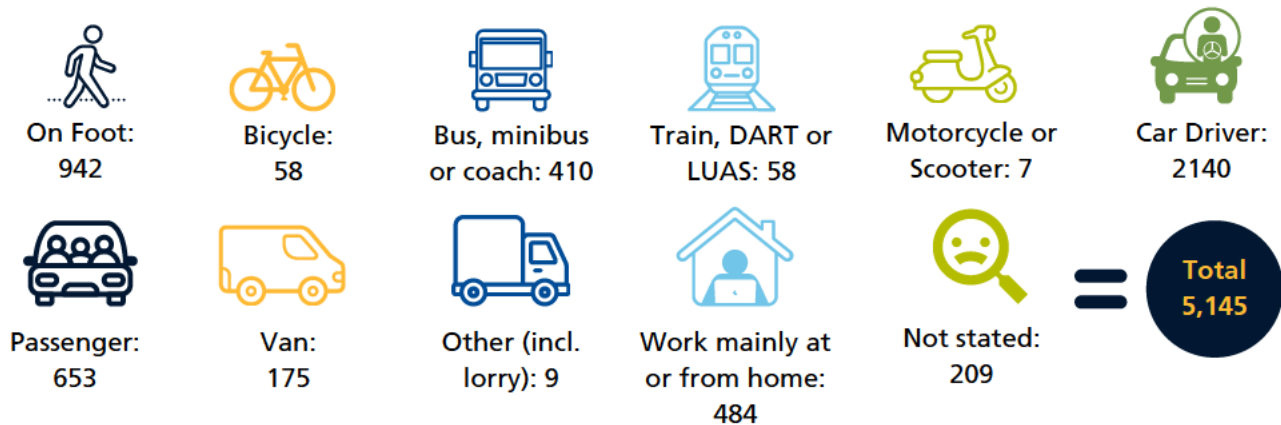 On Foot:
942
Bicycle:
58
Bus, minibus
or coach: 410
Train, DART or
LUAS: 58
Motorcycle or
Scooter: 7
Car Driver:
2140
Passenger:
653
Van:
175
Other (incl.
lorry): 9
Work mainly at
or from home:
484
Not stated:
209
=
Total
5,145